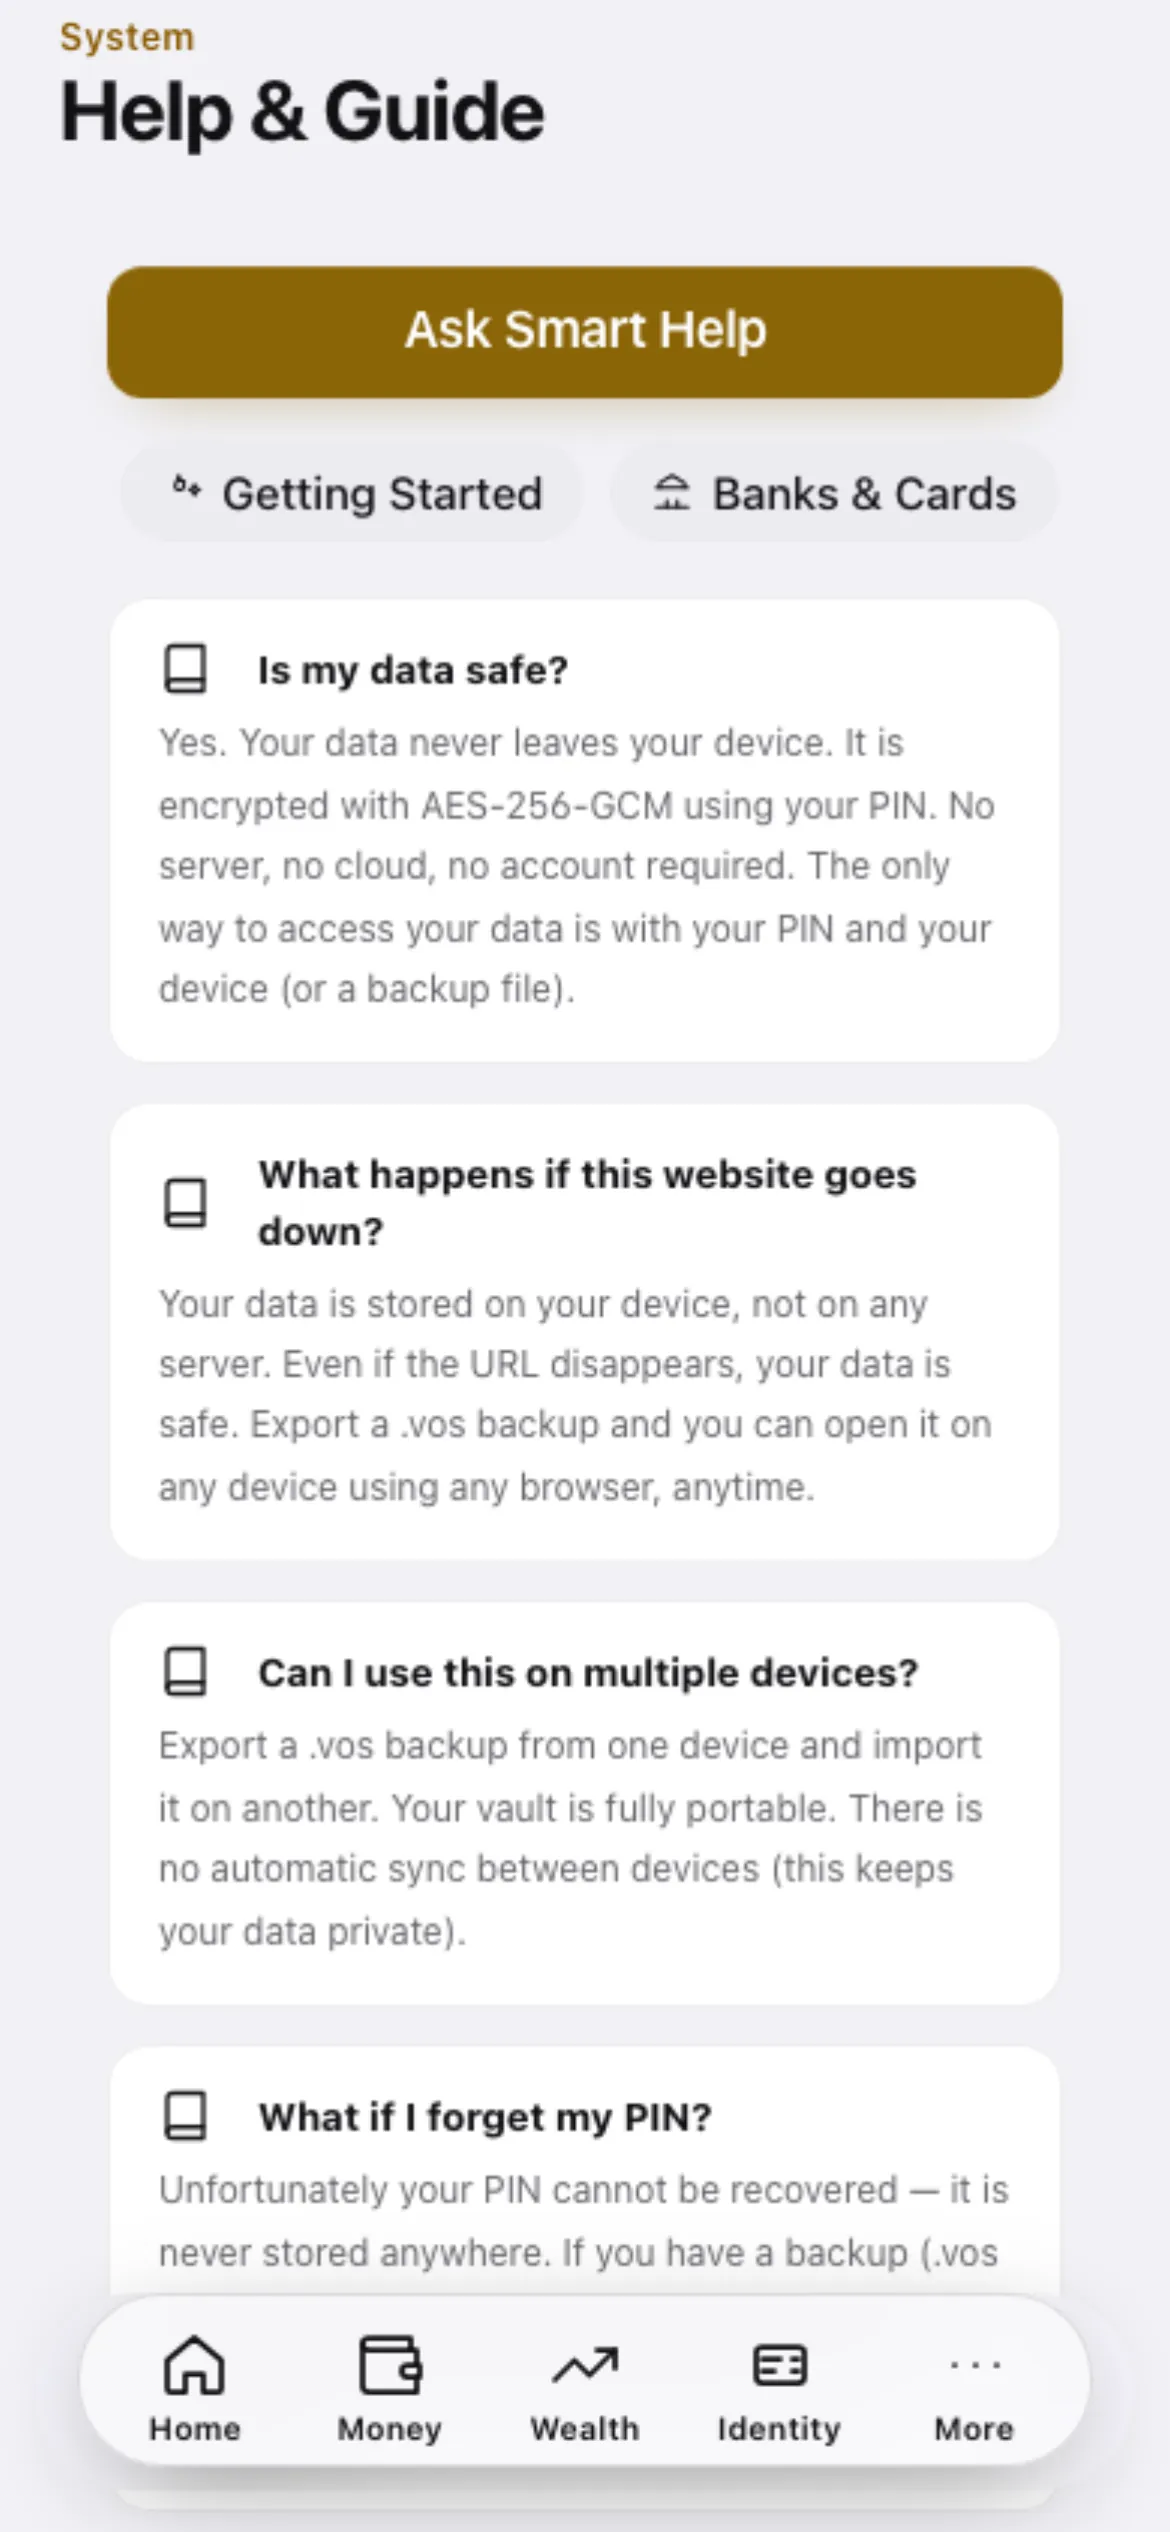 System
Help & Guide
Ask Smart Help
Getting Started
Banks & Cards
Is my data safe?
Yes. Your data never leaves your device. It is
encrypted with AES-256-GCM using your PIN. No
server, no cloud, no account required. The only
way to access your data is with your PIN and your
device (or a backup file).
What happens if this website goes
down?
Your data is stored on your device, not on any
server. Even if the URL disappears, your data is
safe. Export a .vos backup and you can open it on
any device using any browser, anytime.
Can I use this on multiple devices?
Export a .vos backup from one device and import
it on another. Your vault is fully portable. There is
no automatic sync between devices (this keeps
your data private).
What if I forget my PIN?
Unfortunately your PIN cannot be recovered — it is
never stored anywhere. If you have a backup (.vos
Home
Money
Wealth
Identity
More